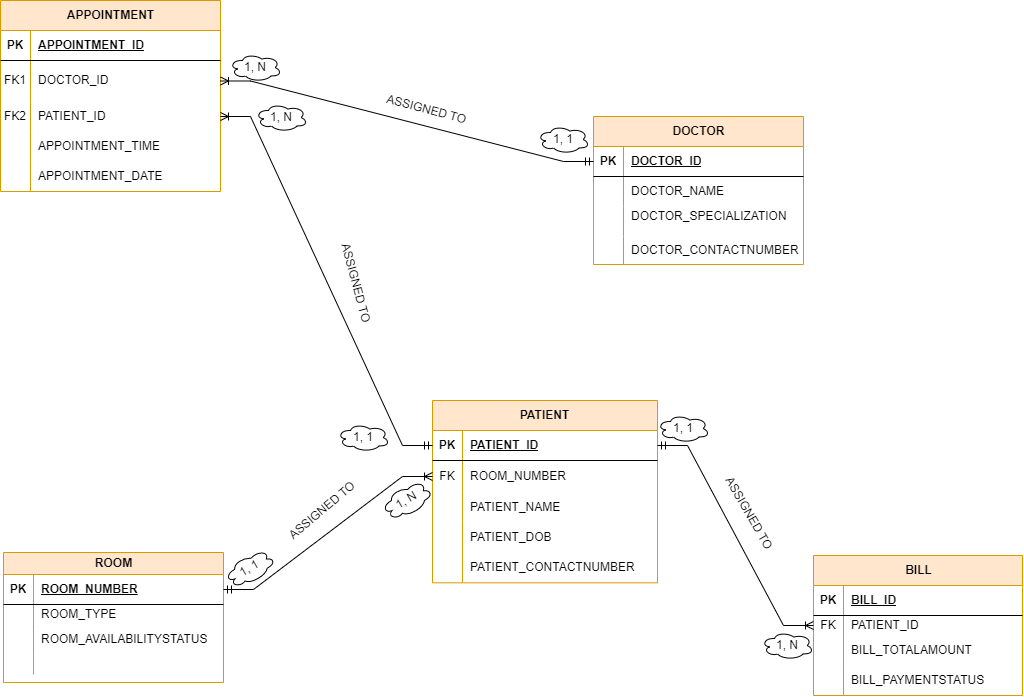 APPOINTMENT
PK APPOINTMENT_ID
FK1 DOCTOR_ID
FK2 PATIENT_ID
APPOINTMENT_TIME
APPOINTMENT_DATE
1, N
ASSIGNED TO
1, 1
1, N
ASSIGNED TO
1, 1
DOCTOR
PK DOCTOR_ID
DOCTOR_NAME
DOCTOR_SPECIALIZATION
DOCTOR_CONTACTNUMBER
PATIENT
PK PATIENT_ID
FK ROOM_NUMBER
PATIENT_NAME
PATIENT_DOB
PATIENT_CONTACTNUMBER
1, 1
ASSIGNED TO
1, N
1, N
ASSIGNED TO
1, 1
ROOM
PK ROOM_NUMBER
ROOM_TYPE
ROOM_AVAILABILITYSTATUS
BILL
PK BILL_ID
FK PATIENT_ID
BILL_TOTALAMOUNT
BILL_PAYMENTSTATUS